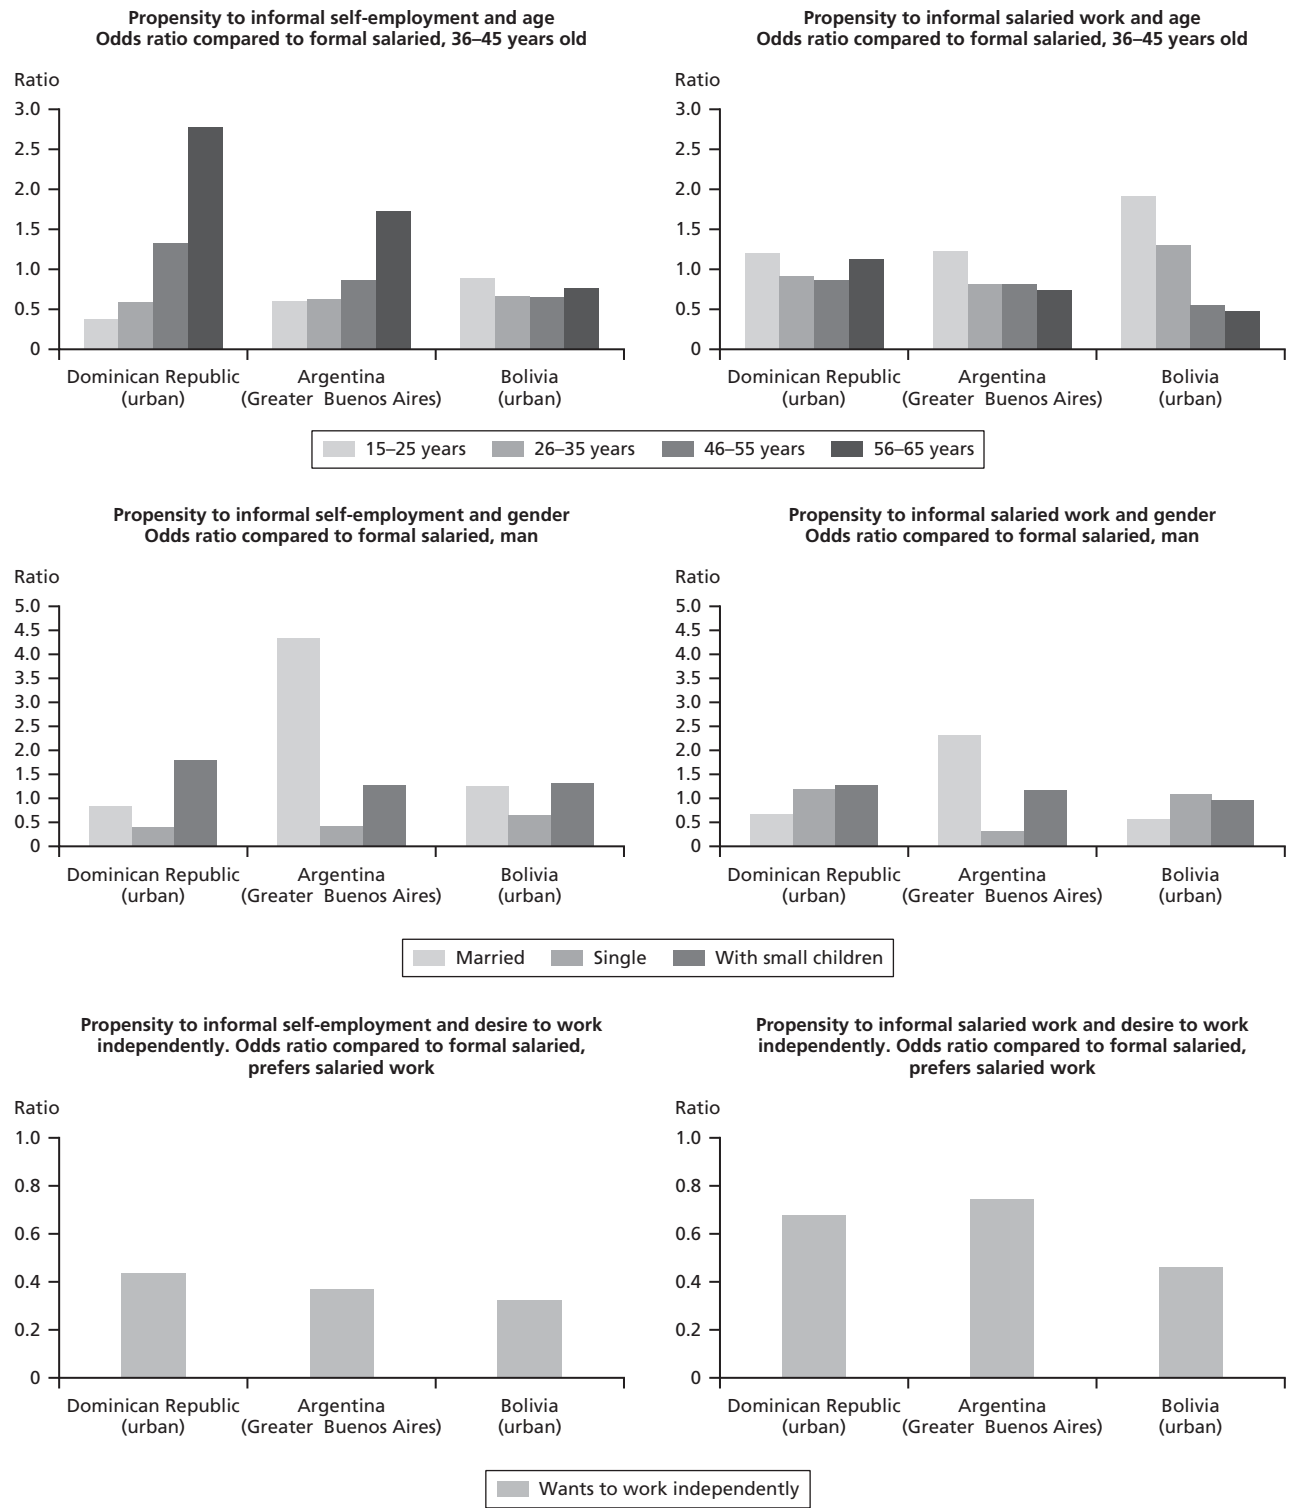 Propensity to informal self-employment and age
Odds ratio compared to formal salaried, 36–45 years old
Ratio
3.0
2.5
2.0
1.5
1.0
0.5
0
Dominican Republic
(urban)
Argentina
(Greater Buenos Aires)
Bolivia
(urban)
Propensity to informal salaried work and age
Odds ratio compared to formal salaried, 36–45 years old
Ratio
3.0
2.5
2.0
1.5
1.0
0.5
0
Dominican Republic
(urban)
Argentina
(Greater Buenos Aires)
Bolivia
(urban)
15–25 years 26–35 years 46–55 years 56–65 years
Propensity to informal self-employment and gender
Odds ratio compared to formal salaried, man
Ratio
5.0
4.5
4.0
3.5
3.0
2.5
2.0
1.5
1.0
0.5
0
Dominican Republic
(urban)
Argentina
(Greater Buenos Aires)
Bolivia
(urban)
Propensity to informal salaried work and gender
Odds ratio compared to formal salaried, man
Ratio
5.0
4.5
4.0
3.5
3.0
2.5
2.0
1.5
1.0
0.5
0
Dominican Republic
(urban)
Argentina
(Greater Buenos Aires)
Bolivia
(urban)
Married Single With small children
Propensity to informal self-employment and desire to work
independently. Odds ratio compared to formal salaried,
prefers salaried work
Ratio
1.0
0.8
0.6
0.4
0.2
0
Dominican Republic
(urban)
Argentina
(Greater Buenos Aires)
Bolivia
(urban)
Propensity to informal salaried work and desire to work
independently. Odds ratio compared to formal salaried,
prefers salaried work
Ratio
1.0
0.8
0.6
0.4
0.2
0
Dominican Republic
(urban)
Argentina
(Greater Buenos Aires)
Bolivia
(urban)
Wants to work independently